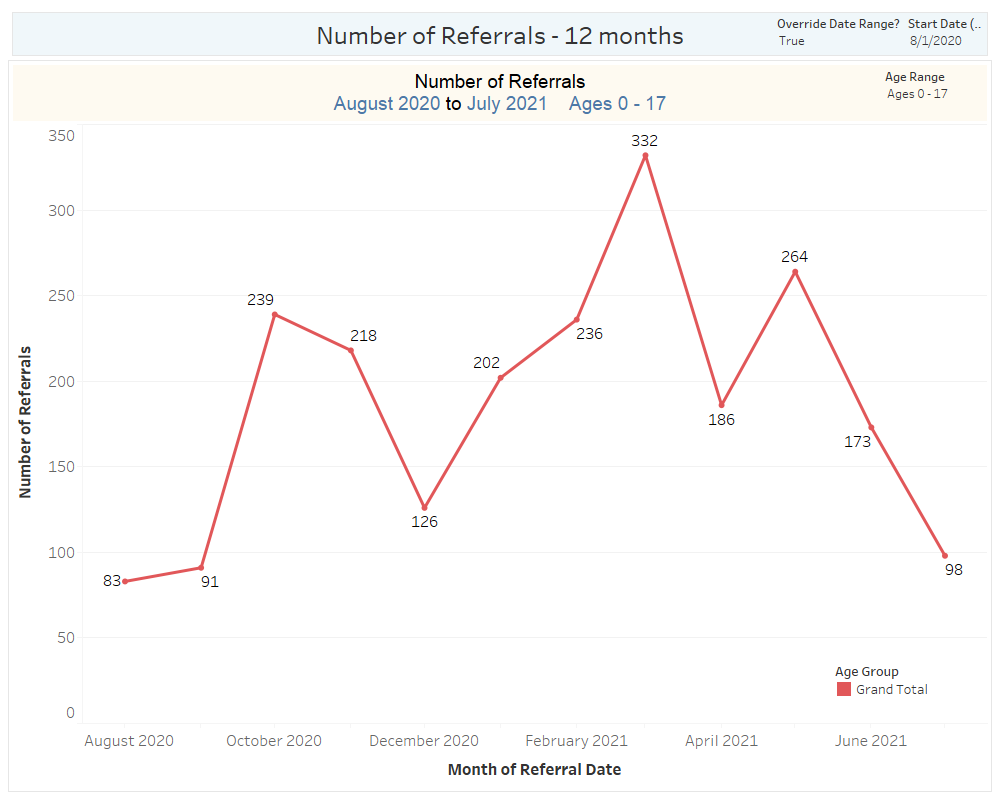 Number of Referrals - 12 months
Override Date Range? Start Date (..
True 8/1/2020
Number of Referrals
August 2020 to July 2021 Ages 0 - 17
Age Range
Ages 0 - 17
Number of Referrals
350
300
250
200
150
100
50
0
83
91
239
218
126
202
236
332
186
264
173
98
Age Group
Grand Total
August 2020 October 2020 December 2020 February 2021 April 2021 June 2021
Month of Referral Date